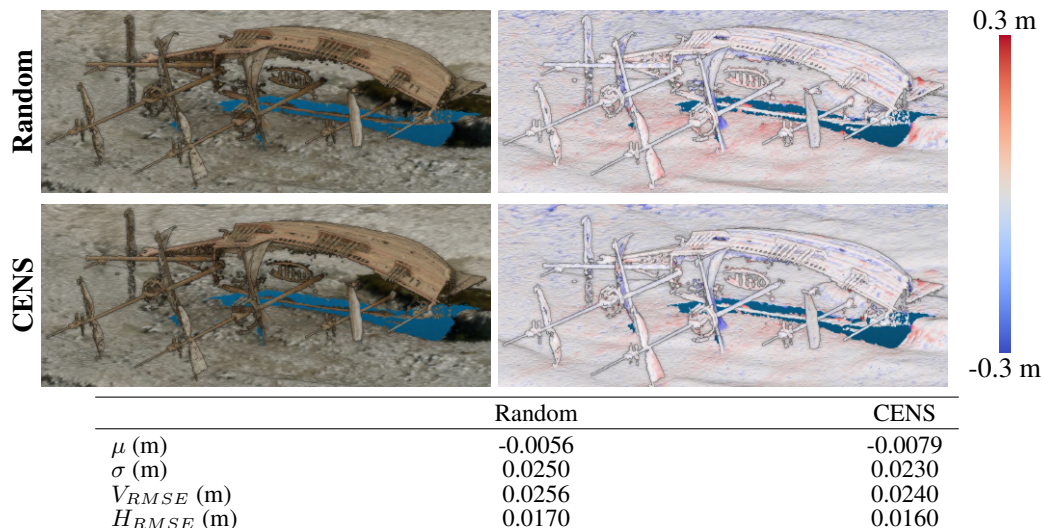 Random
0.3 m
CENS
-0.3 m
Random CENS
μ (m) -0.0056 -0.0079
σ (m) 0.0250 0.0230
V_RMSE (m) 0.0256 0.0240
H_RMSE (m) 0.0170 0.0160